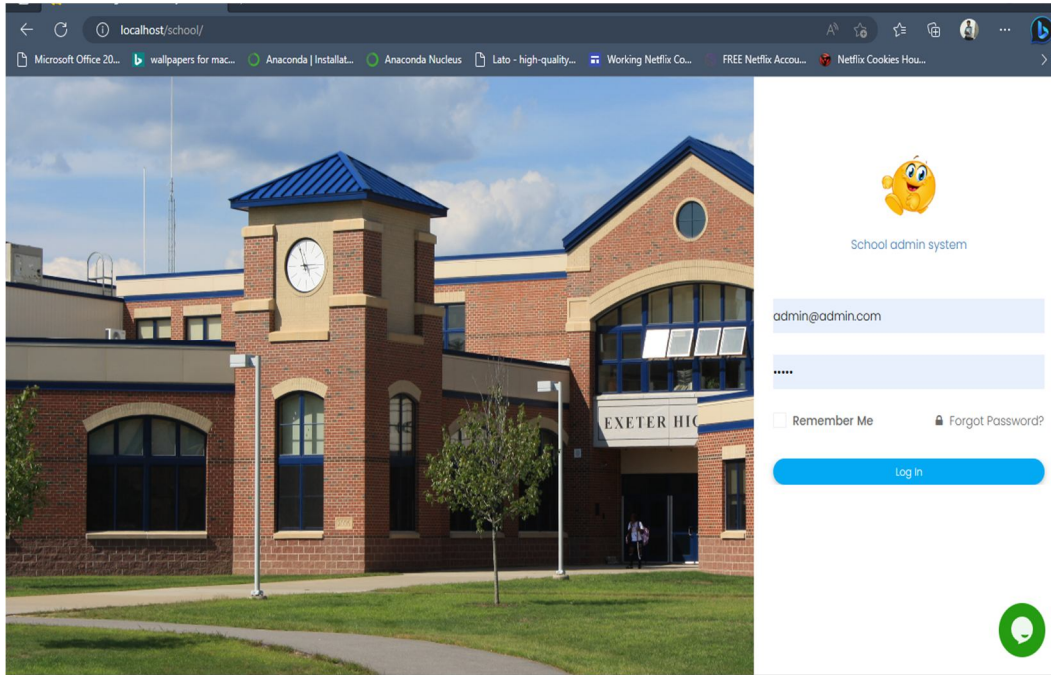 localhost/school/
Microsoft Office 20... wallpapers for mac... Anaconda | Installat... Anaconda Nucleus Lato - high-quality... Working Netflix Co... FREE Netflix Accou... Netflix Cookies Hou...
School admin system
admin@admin.com
•••••
EXETER HIG
Remember Me Forgot Password?
Log In